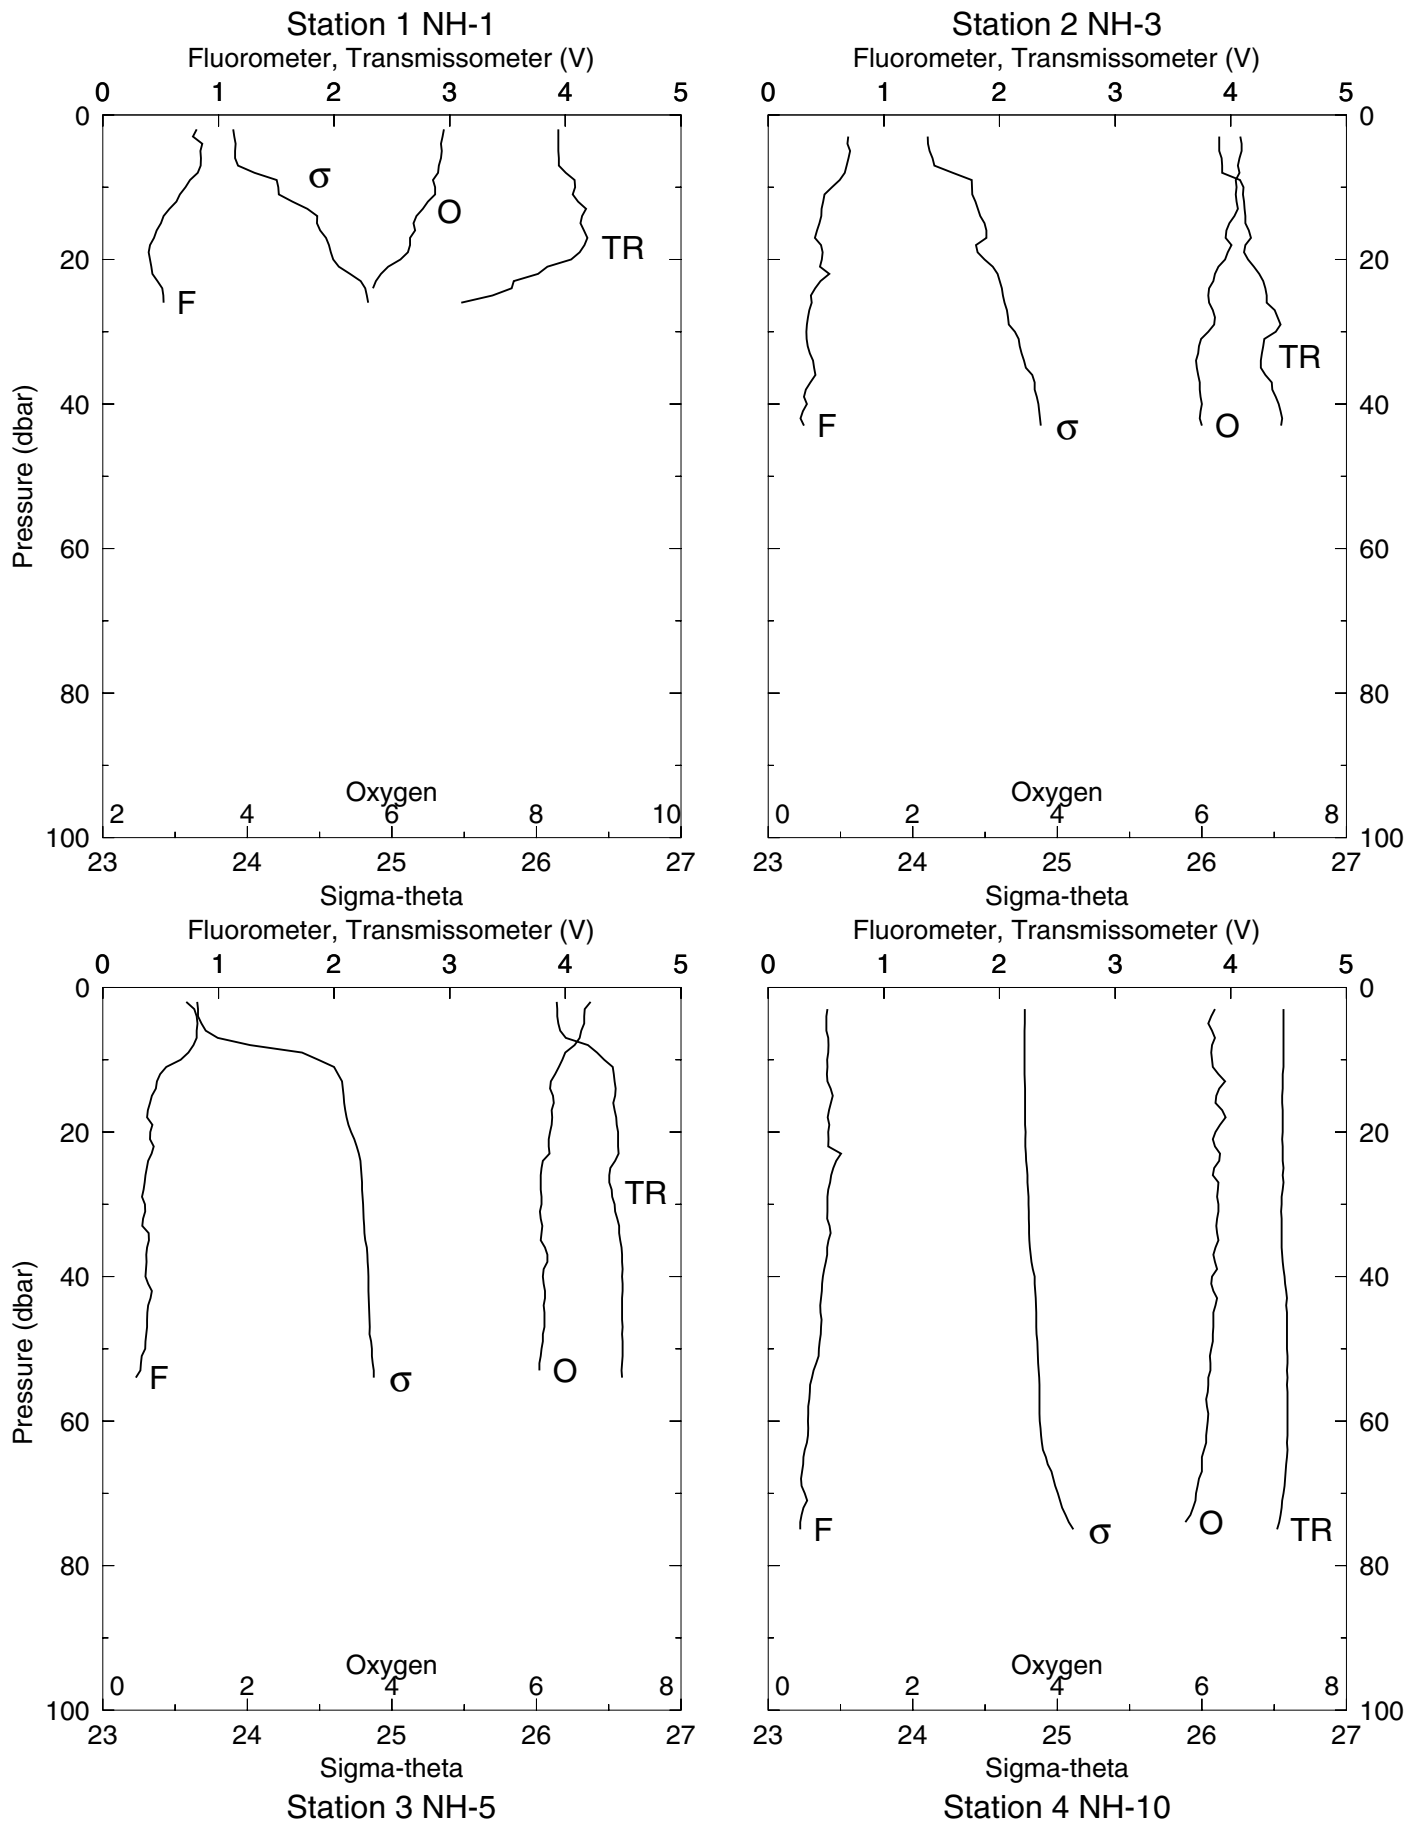 Station 1 NH-1
Fluorometer, Transmissometer (V)
0 1 2 3 4 5
0
20
40
60
80
100
Pressure (dbar)
σ
O
TR
F
Oxygen
2 4 6 8 10
23 24 25 26 27
Sigma-theta
Station 2 NH-3
Fluorometer, Transmissometer (V)
0 1 2 3 4 5
0
20
40
60
80
100
TR
F
σ
O
Oxygen
0 2 4 6 8
23 24 25 26 27
Sigma-theta
Fluorometer, Transmissometer (V)
0 1 2 3 4 5
0
20
40
60
80
100
Pressure (dbar)
TR
F
σ
O
Oxygen
0 2 4 6 8
23 24 25 26 27
Sigma-theta
Station 3 NH-5
Fluorometer, Transmissometer (V)
0 1 2 3 4 5
0
20
40
60
80
100
F
σ
O
TR
Oxygen
0 2 4 6 8
23 24 25 26 27
Sigma-theta
Station 4 NH-10